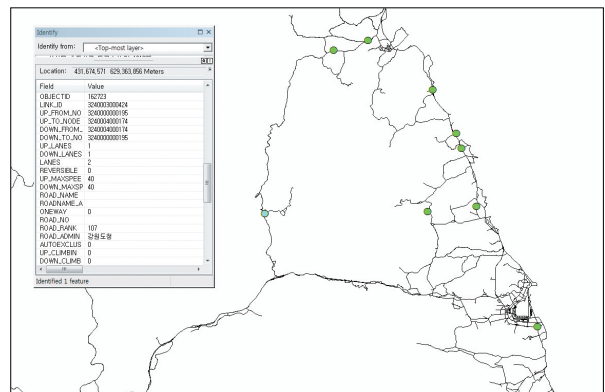 Identify
Identify from: <Top-most layer>
Location: 431,674,571 629,363,856 Meters
Field Value
OBJECTID 162723
LINK_ID 3240003000424
UP_FROM_NO 3240000000195
UP_TO_NODE 3240004000174
DOWN_FROM_ 3240004000174
DOWN_TO_NO 3240000000195
UP_LANES 1
DOWN_LANES 1
LANES 2
REVERSIBLE 0
UP_MAXSPEE 40
DOWN_MAXSP 40
ROAD_NAME
ROADNAME_A
ONEWAY 0
ROAD_NO
ROAD_RANK 107
ROAD_ADMIN 강원도청
AUTOEXCLUS 0
UP_CLIMBIN 0
DOWN_CLIMB 0
Identified 1 feature